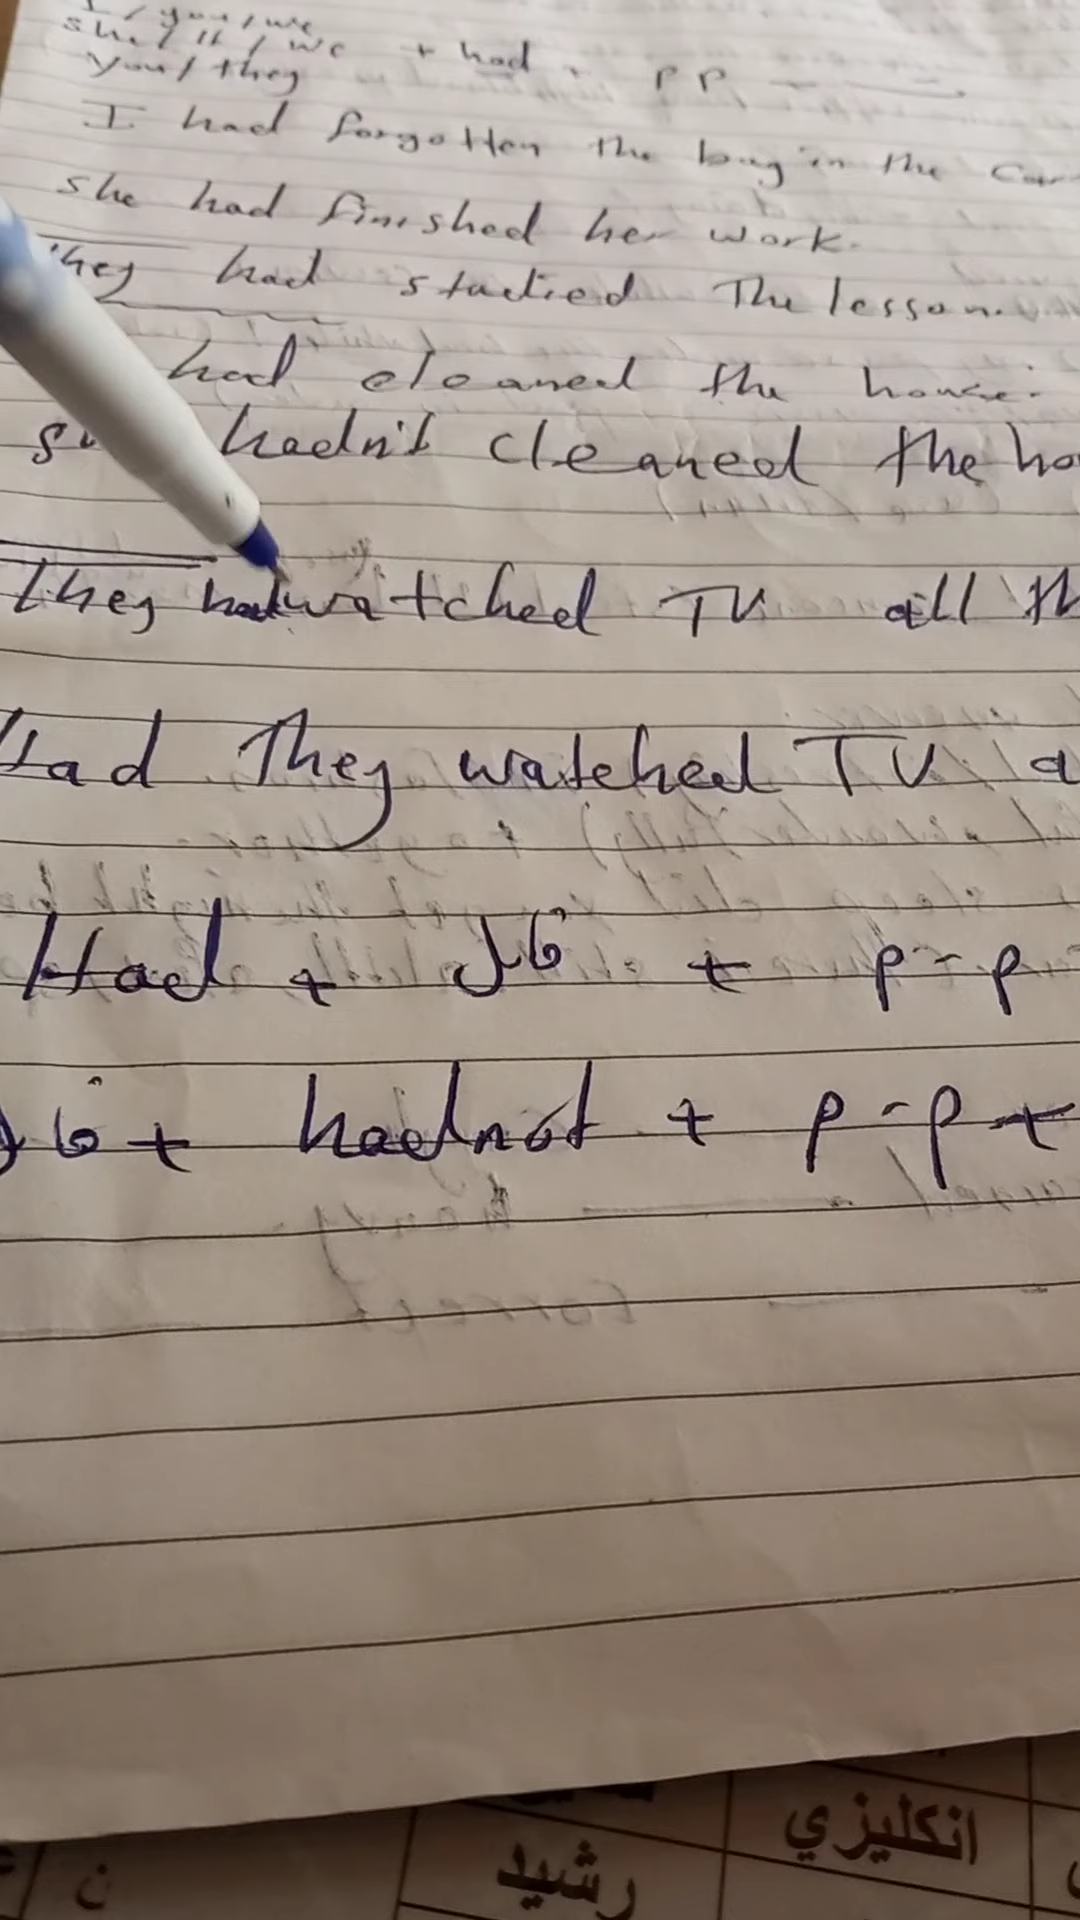 I / you / we
she / it / we + had + PP
you / they
I had forgotten the bag in the car
she had finished her work.
they had studied The lesson.
had cleaned the house.
hadn't cleaned the ho
They had watched TV all th
Had They watched TV a
Had + فاعل + p-p
فا + hadnot + p-p +
انكليزي
رشيد
ن